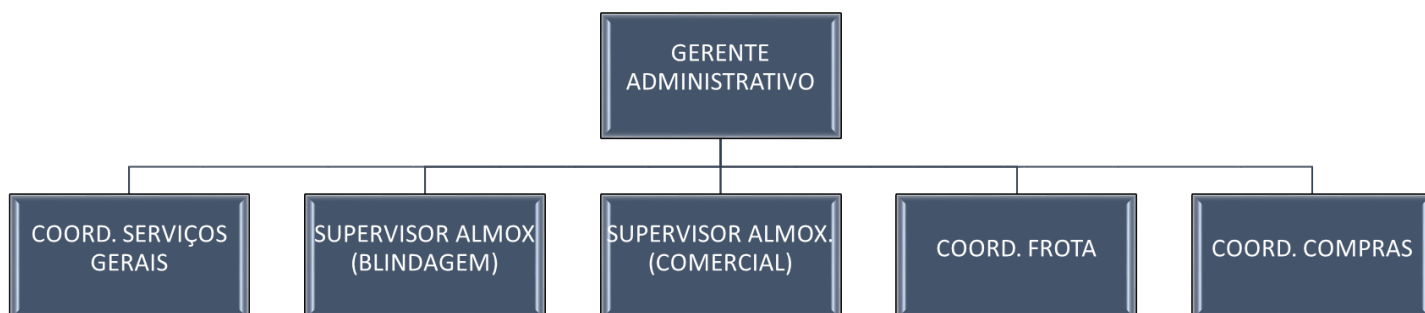 GERENTE
ADMINISTRATIVO
COORD. SERVIÇOS
GERAIS
SUPERVISOR ALMOX
(BLINDAGEM)
SUPERVISOR ALMOX.
(COMERCIAL)
COORD. FROTA
COORD. COMPRAS